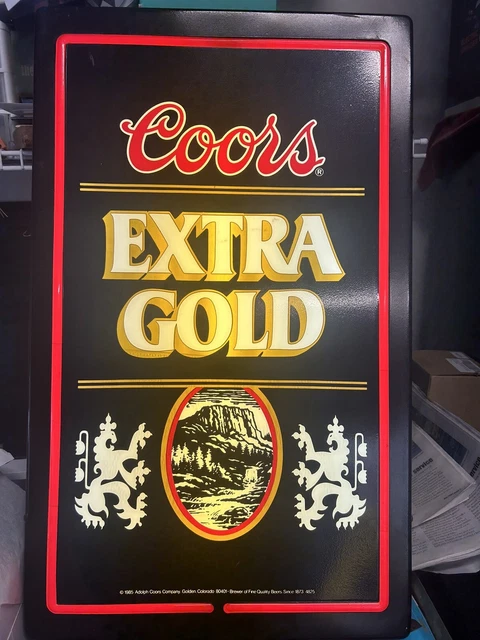 Coors®
EXTRA
GOLD
© 1985 Adolph Coors Company, Golden, Colorado 80401 - Brewer of Fine Quality Beers Since 1873